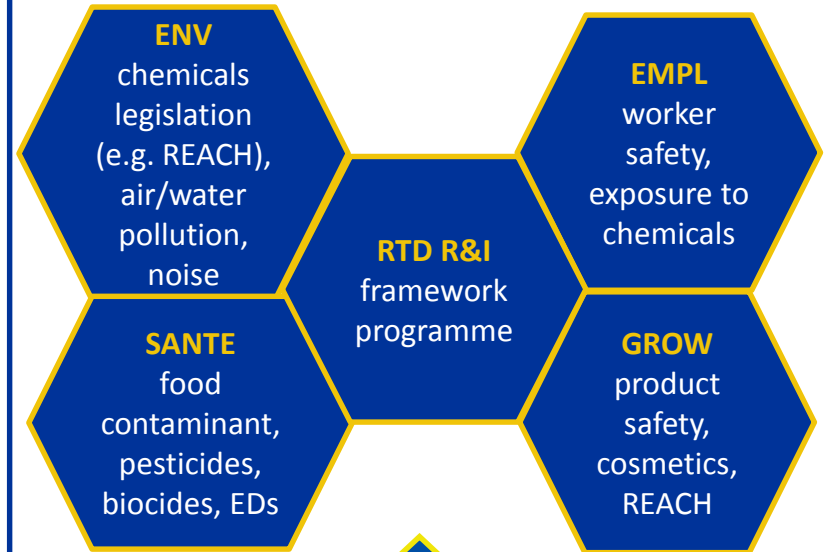 ENV
chemicals
legislation
(e.g. REACH),
air/water
pollution,
noise
EMPL
worker
safety,
exposure to
chemicals
RTD R&I
framework
programme
SANTE
food
contaminant,
pesticides,
biocides, EDs
GROW
product
safety,
cosmetics,
REACH